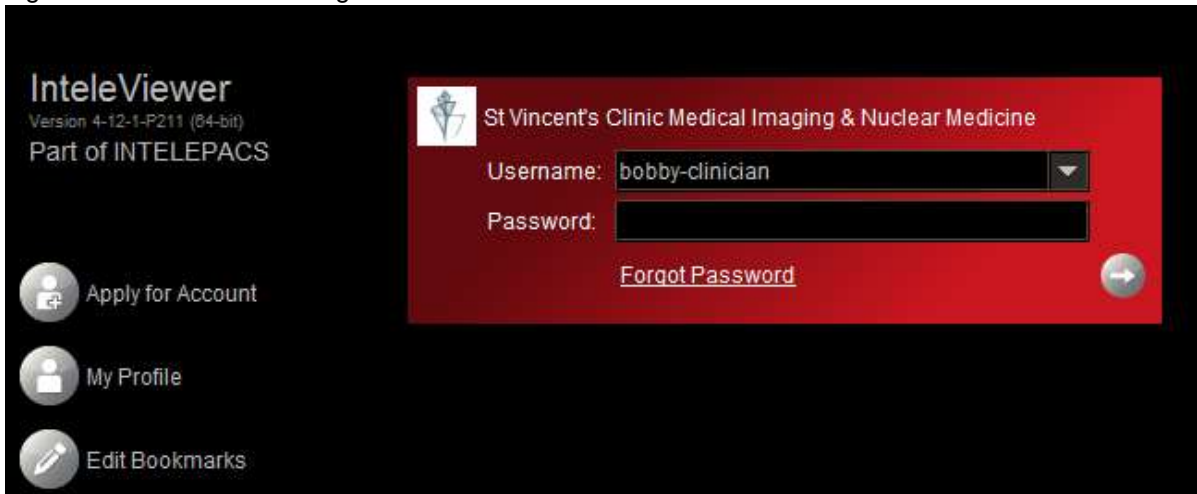 InteleViewer
Version 4-12-1-P211 (64-bit)
Part of INTELEPACS
St Vincent's Clinic Medical Imaging & Nuclear Medicine
Username: bobby-clinician
Password:
Forgot Password
Apply for Account
My Profile
Edit Bookmarks